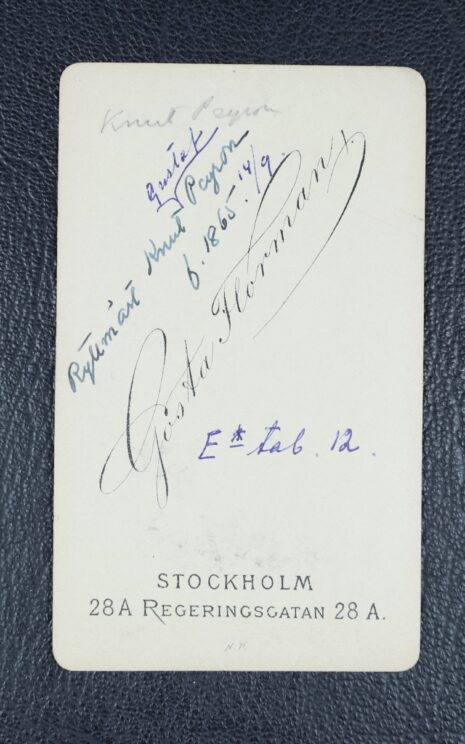 Knut Peyron
Gustaf
Ryttmäst Knut Peyron
f. 1865. 14/9.
Gösta Florman,
E* tab. 12.
STOCKHOLM
28A REGERINGSGATAN 28 A.
N.P.